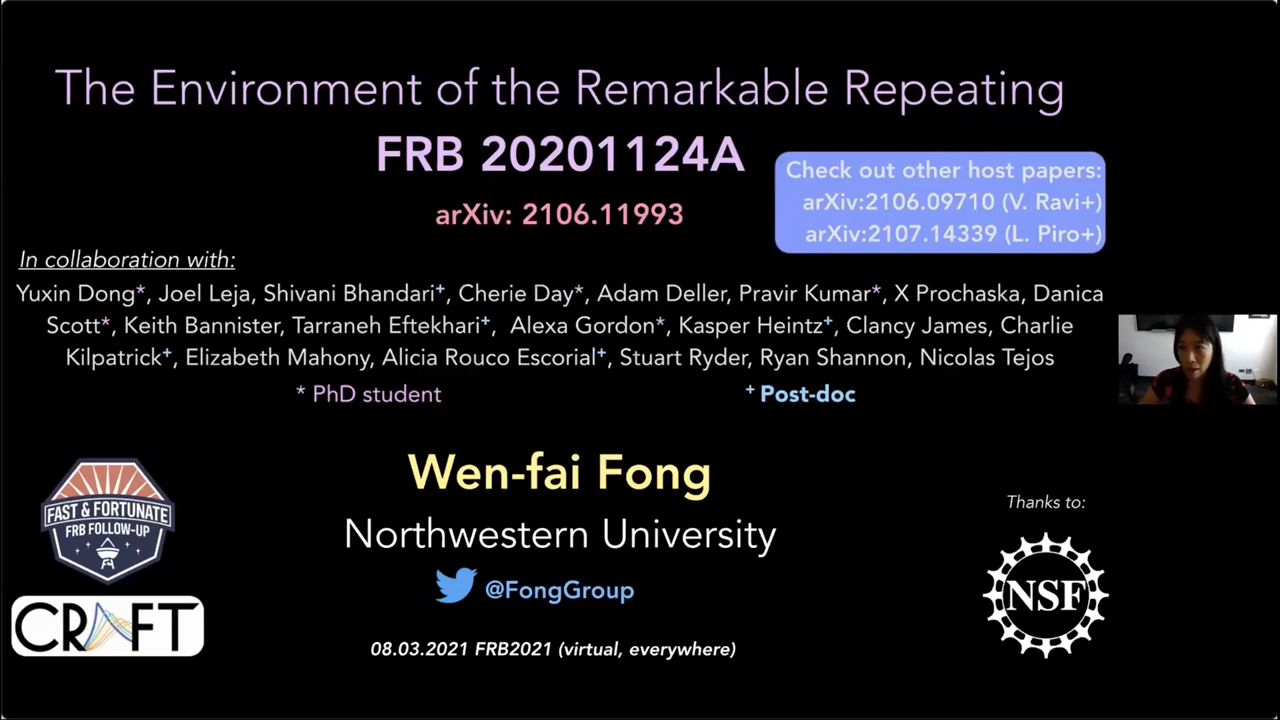 The Environment of the Remarkable Repeating
FRB 20201124A
arXiv: 2106.11993
Check out other host papers:
arXiv:2106.09710 (V. Ravi+)
arXiv:2107.14339 (L. Piro+)
In collaboration with:
Yuxin Dong*, Joel Leja, Shivani Bhandari+, Cherie Day*, Adam Deller, Pravir Kumar*, X Prochaska, Danica
Scott*, Keith Bannister, Tarraneh Eftekhari+, Alexa Gordon*, Kasper Heintz+, Clancy James, Charlie
Kilpatrick+, Elizabeth Mahony, Alicia Rouco Escorial+, Stuart Ryder, Ryan Shannon, Nicolas Tejos
* PhD student
+ Post-doc
Wen-fai Fong
Northwestern University
@FongGroup
08.03.2021 FRB2021 (virtual, everywhere)
FAST & FORTUNATE
FRB FOLLOW-UP
CRAFT
Thanks to:
NSF